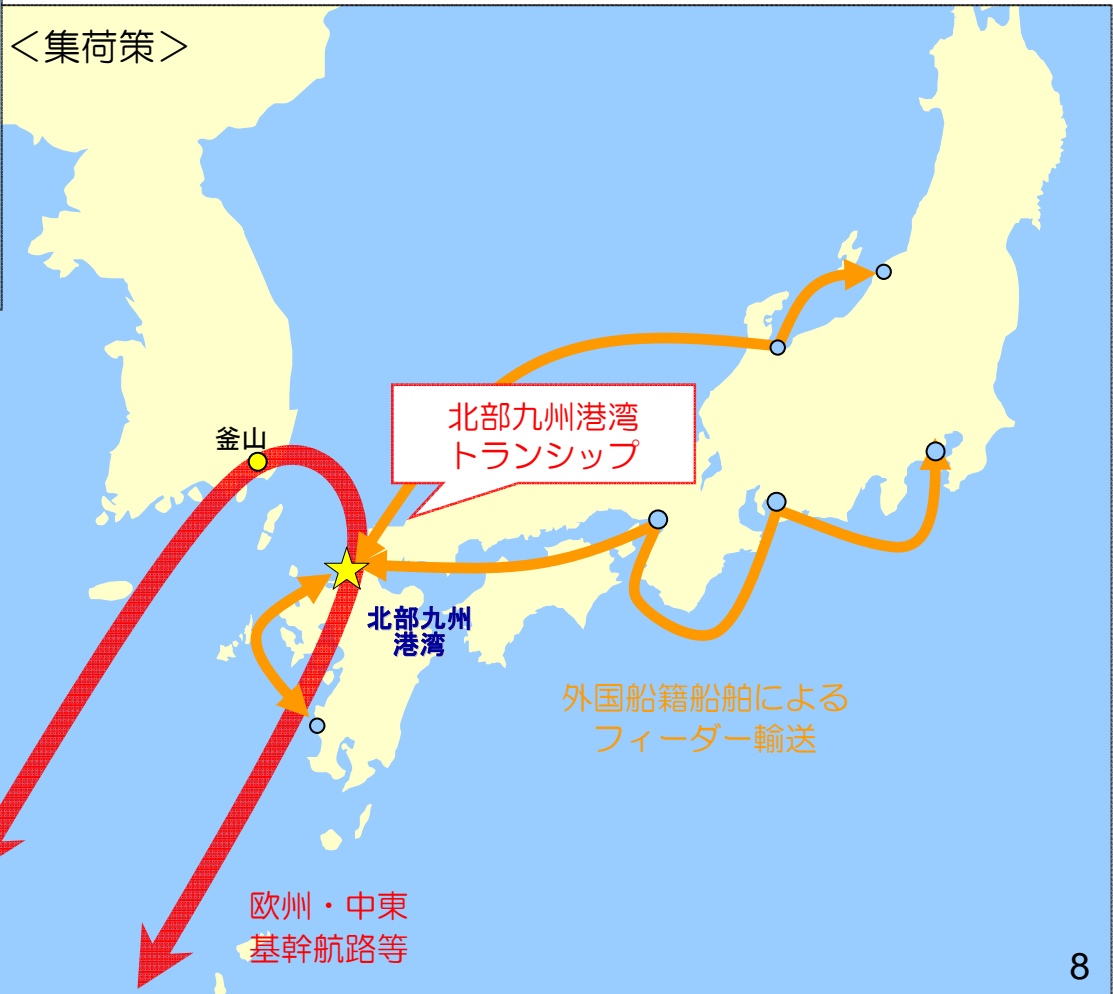 ＜集荷策＞
北部九州港湾
トランシップ
釜山
北部九州
港湾
外国船籍船舶による
フィーダー輸送
欧州・中東
基幹航路等
8